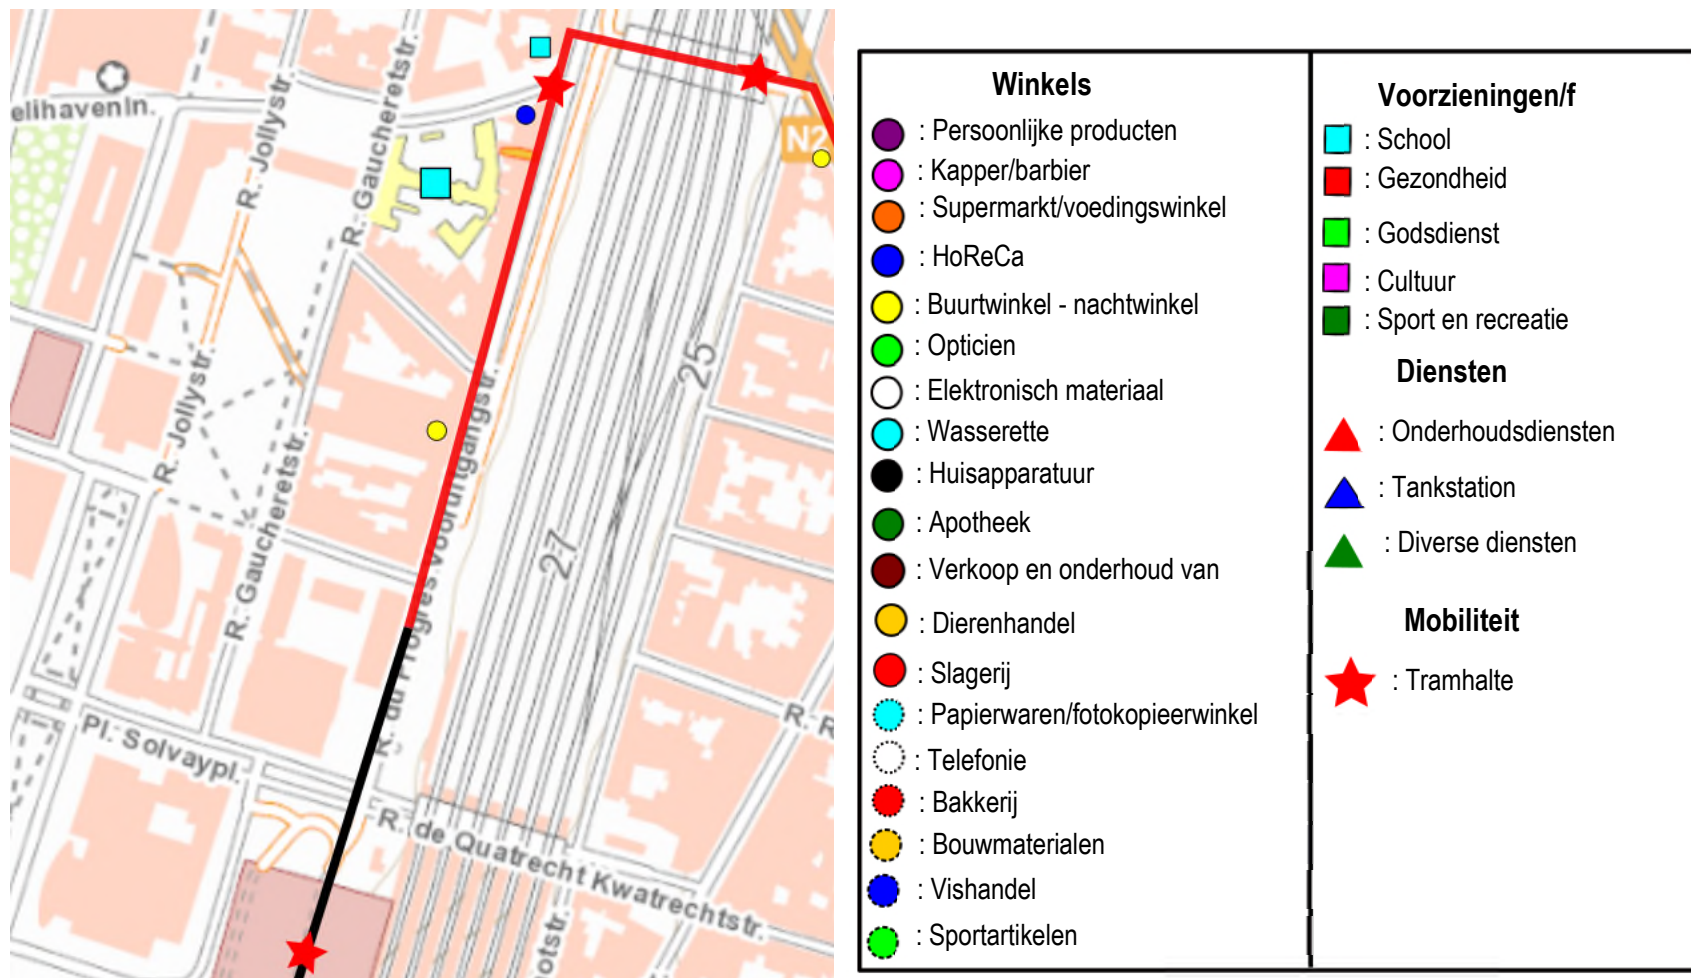 elihavenln.
R. Jollystr.
R. Gaucheretstr.
N2
R. Jollystr.
R. Gaucheretstr.
25
27
R. du Progrès Vooruitgangstr.
Pl. Solvaypl.
R. de Quatrecht Kwatrechtstr.
R. R
otstr.
Winkels
: Persoonlijke producten
: Kapper/barbier
: Supermarkt/voedingswinkel
: HoReCa
: Buurtwinkel - nachtwinkel
: Opticien
: Elektronisch materiaal
: Wasserette
: Huisapparatuur
: Apotheek
: Verkoop en onderhoud van
: Dierenhandel
: Slagerij
: Papierwaren/fotokopieerwinkel
: Telefonie
: Bakkerij
: Bouwmaterialen
: Vishandel
: Sportartikelen
Voorzieningen/f
: School
: Gezondheid
: Godsdienst
: Cultuur
: Sport en recreatie
Diensten
: Onderhoudsdiensten
: Tankstation
: Diverse diensten
Mobiliteit
: Tramhalte